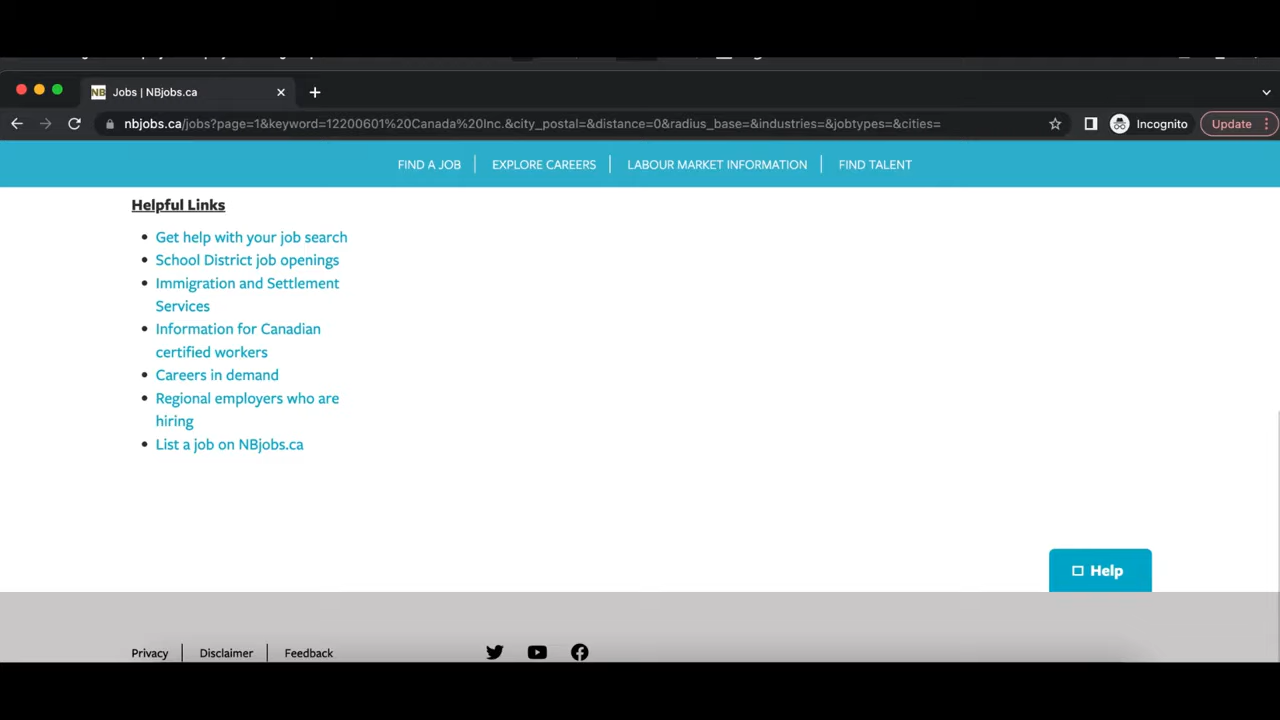 NB Jobs | NBjobs.ca
nbjobs.ca/jobs?page=1&keyword=12200601%20Canada%20Inc.&city_postal=&distance=0&radius_base=&industries=&jobtypes=&cities=
Incognito
Update
FIND A JOB
EXPLORE CAREERS
LABOUR MARKET INFORMATION
FIND TALENT
Helpful Links
Get help with your job search
School District job openings
Immigration and Settlement
Services
Information for Canadian
certified workers
Careers in demand
Regional employers who are
hiring
List a job on NBjobs.ca
Help
Privacy
Disclaimer
Feedback